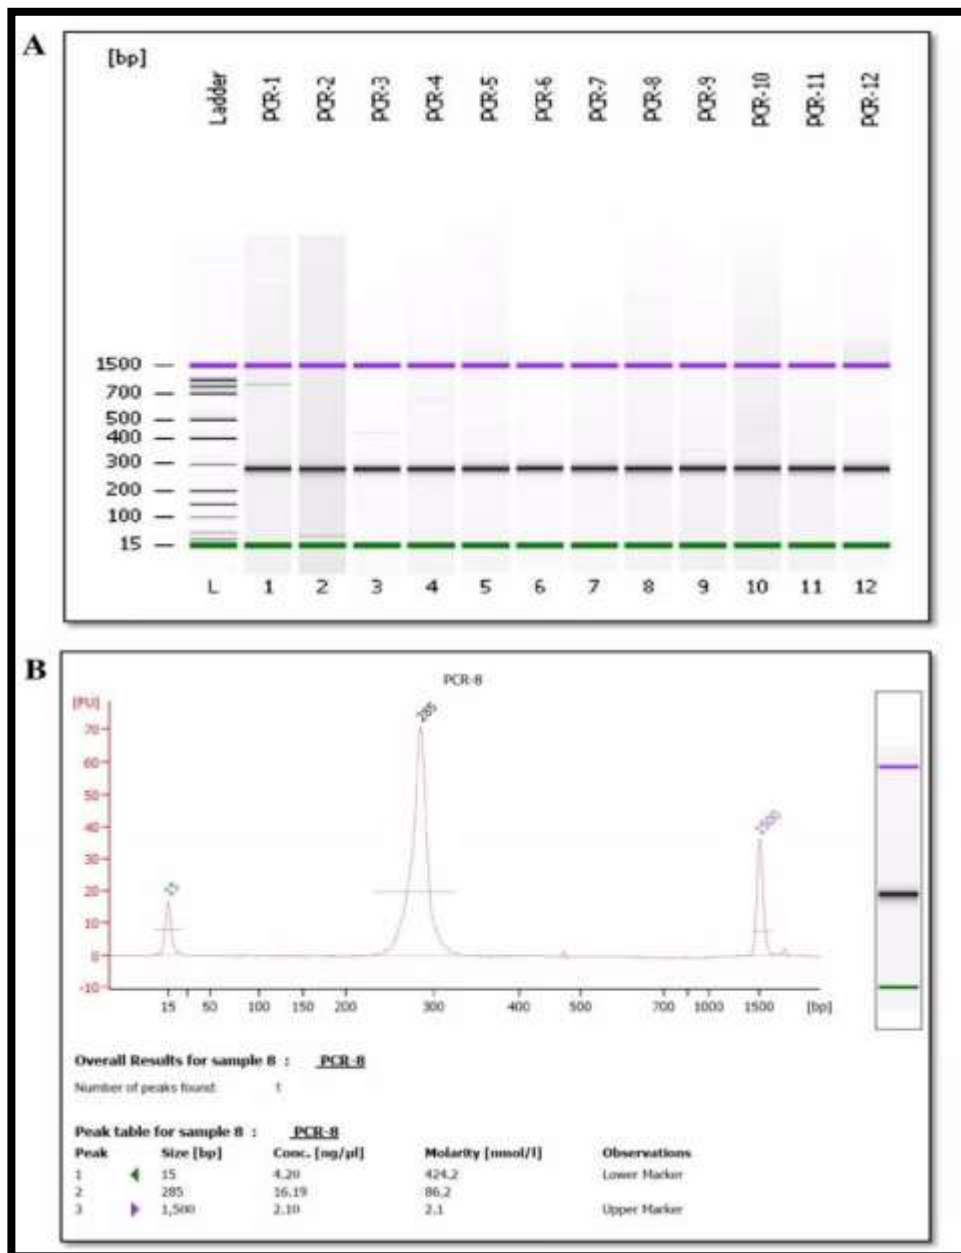 A
[bp]
Ladder PCR-1 PCR-2 PCR-3 PCR-4 PCR-5 PCR-6 PCR-7 PCR-8 PCR-9 PCR-10 PCR-11 PCR-12
1500
700
500
400
300
200
100
15
L 1 2 3 4 5 6 7 8 9 10 11 12
B
PCR-8
[FU]
285
70
60
50
1500
40
30
20
15
10
0
-10
15 50 100 150 200 300 400 500 700 1000 1500 [bp]
Overall Results for sample 8 : PCR-8
Number of peaks found: 1
Peak table for sample 8 : PCR-8
Peak Size [bp] Conc. [ng/µl] Molarity [nmol/l] Observations
1 15 4.20 424.2 Lower Marker
2 285 16.19 86.2
3 1,500 2.10 2.1 Upper Marker